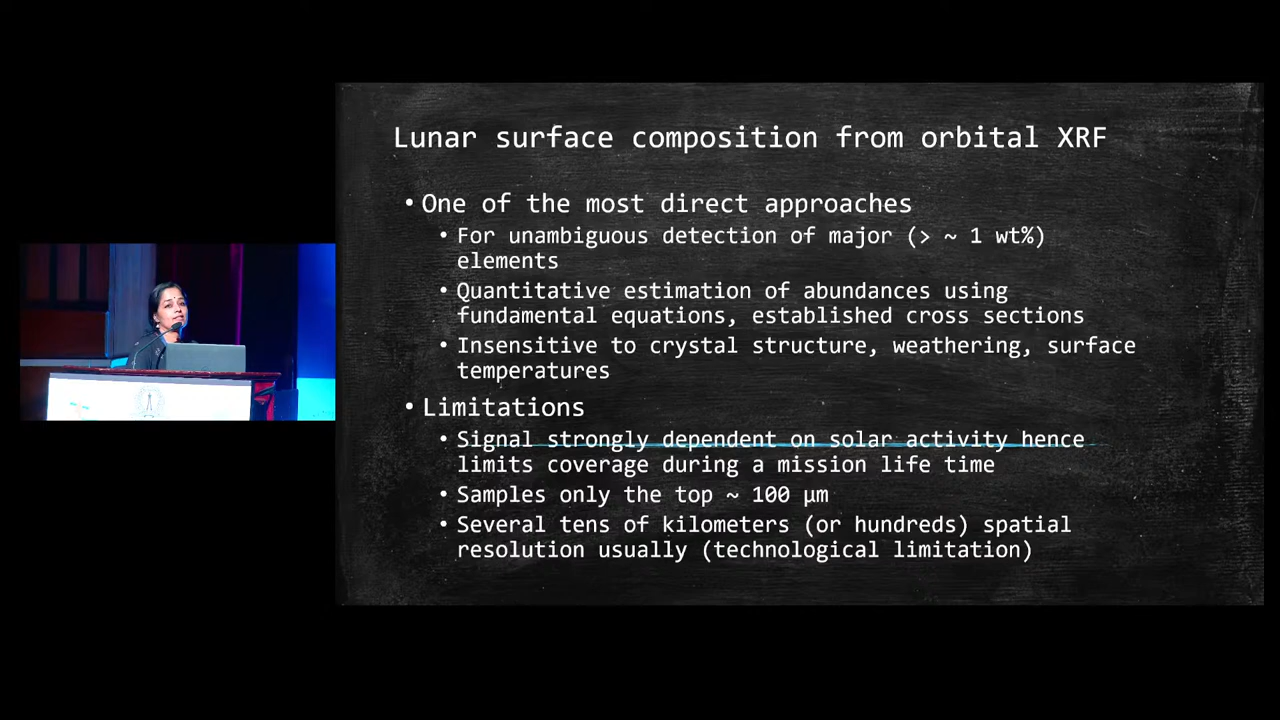 Lunar surface composition from orbital XRF
• One of the most direct approaches
• For unambiguous detection of major (> ~ 1 wt%)
elements
• Quantitative estimation of abundances using
fundamental equations, established cross sections
• Insensitive to crystal structure, weathering, surface
temperatures
• Limitations
• Signal strongly dependent on solar activity hence
limits coverage during a mission life time
• Samples only the top ~ 100 μm
• Several tens of kilometers (or hundreds) spatial
resolution usually (technological limitation)